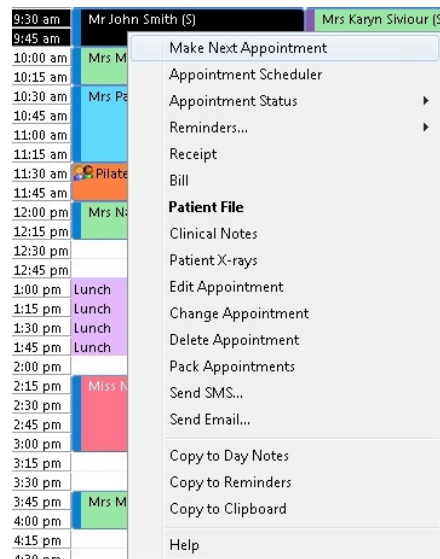 9:30 am Mr John Smith (S) Mrs Karyn Siviour (S
9:45 am
Make Next Appointment
10:00 am Mrs M
10:15 am Appointment Scheduler
10:30 am Mrs Pa Appointment Status
10:45 am
Reminders...
11:00 am
11:15 am Receipt
11:30 am Pilate Bill
11:45 am
12:00 pm Mrs Na Patient File
12:15 pm Clinical Notes
12:30 pm
12:45 pm Patient X-rays
1:00 pm Lunch Edit Appointment
1:15 pm Lunch Change Appointment
1:30 pm Lunch
1:45 pm Lunch Delete Appointment
2:00 pm Pack Appointments
2:15 pm Miss N Send SMS...
2:30 pm
2:45 pm Send Email...
3:00 pm
3:15 pm Copy to Day Notes
3:30 pm Copy to Reminders
3:45 pm Mrs M Copy to Clipboard
4:00 pm
4:15 pm Help
4:30 pm